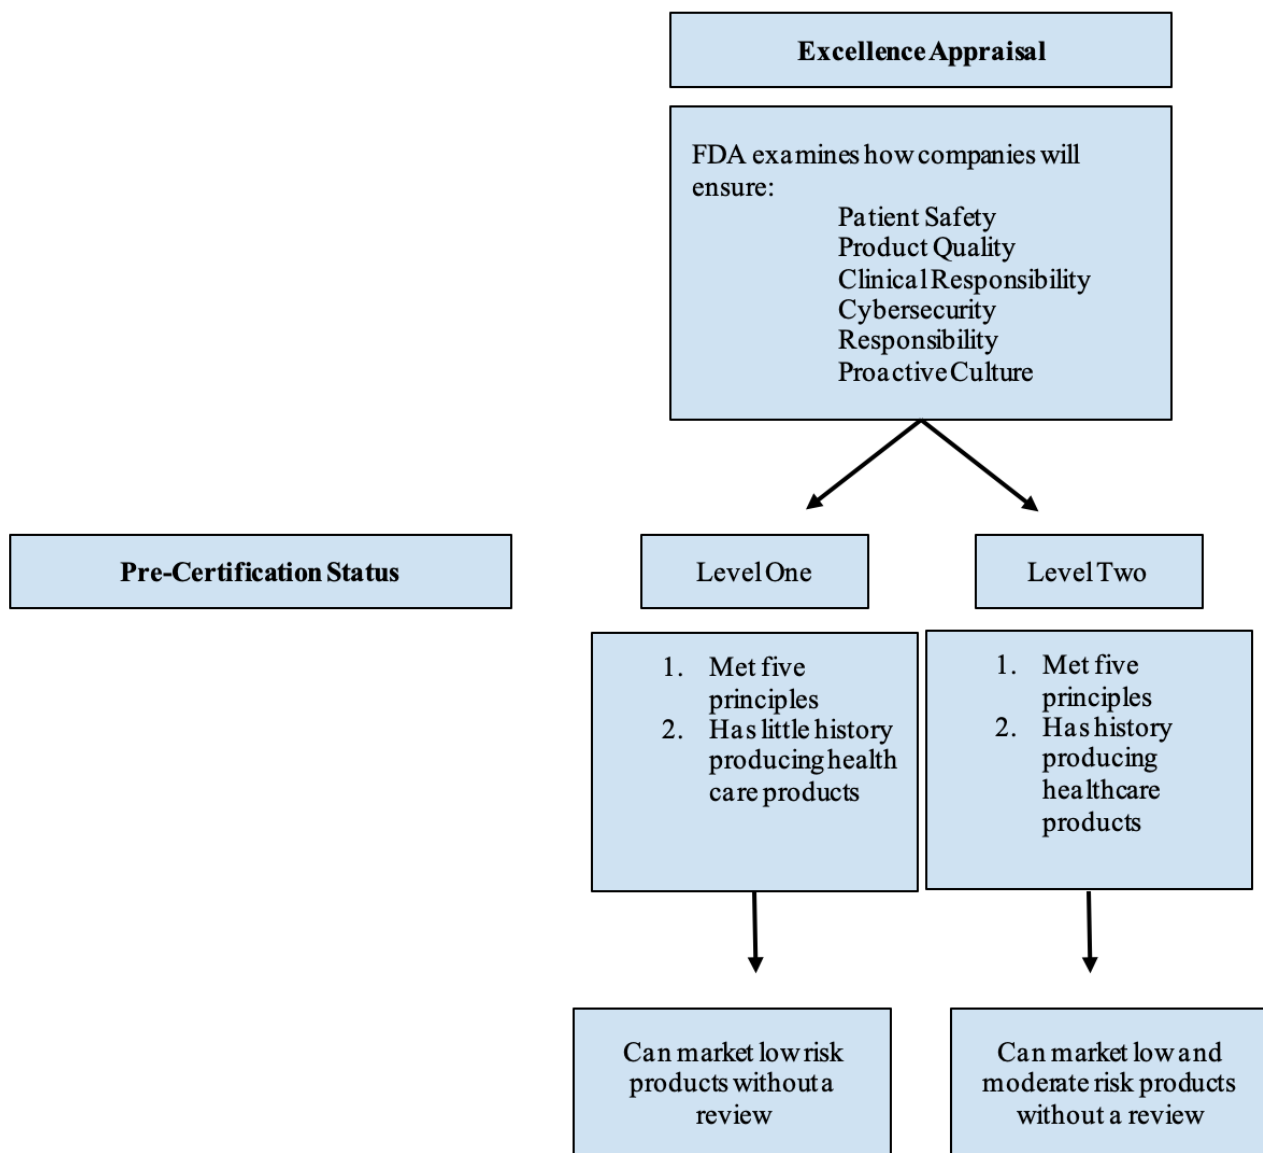 Excellence Appraisal
FDA examines how companies will
ensure:
Patient Safety
Product Quality
Clinical Responsibility
Cybersecurity
Responsibility
Proactive Culture
Pre-Certification Status
Level One
Level Two
1. Met five
principles
2. Has little history
producing health
care products
1. Met five
principles
2. Has history
producing
healthcare
products
Can market low risk
products without a
review
Can market low and
moderate risk products
without a review